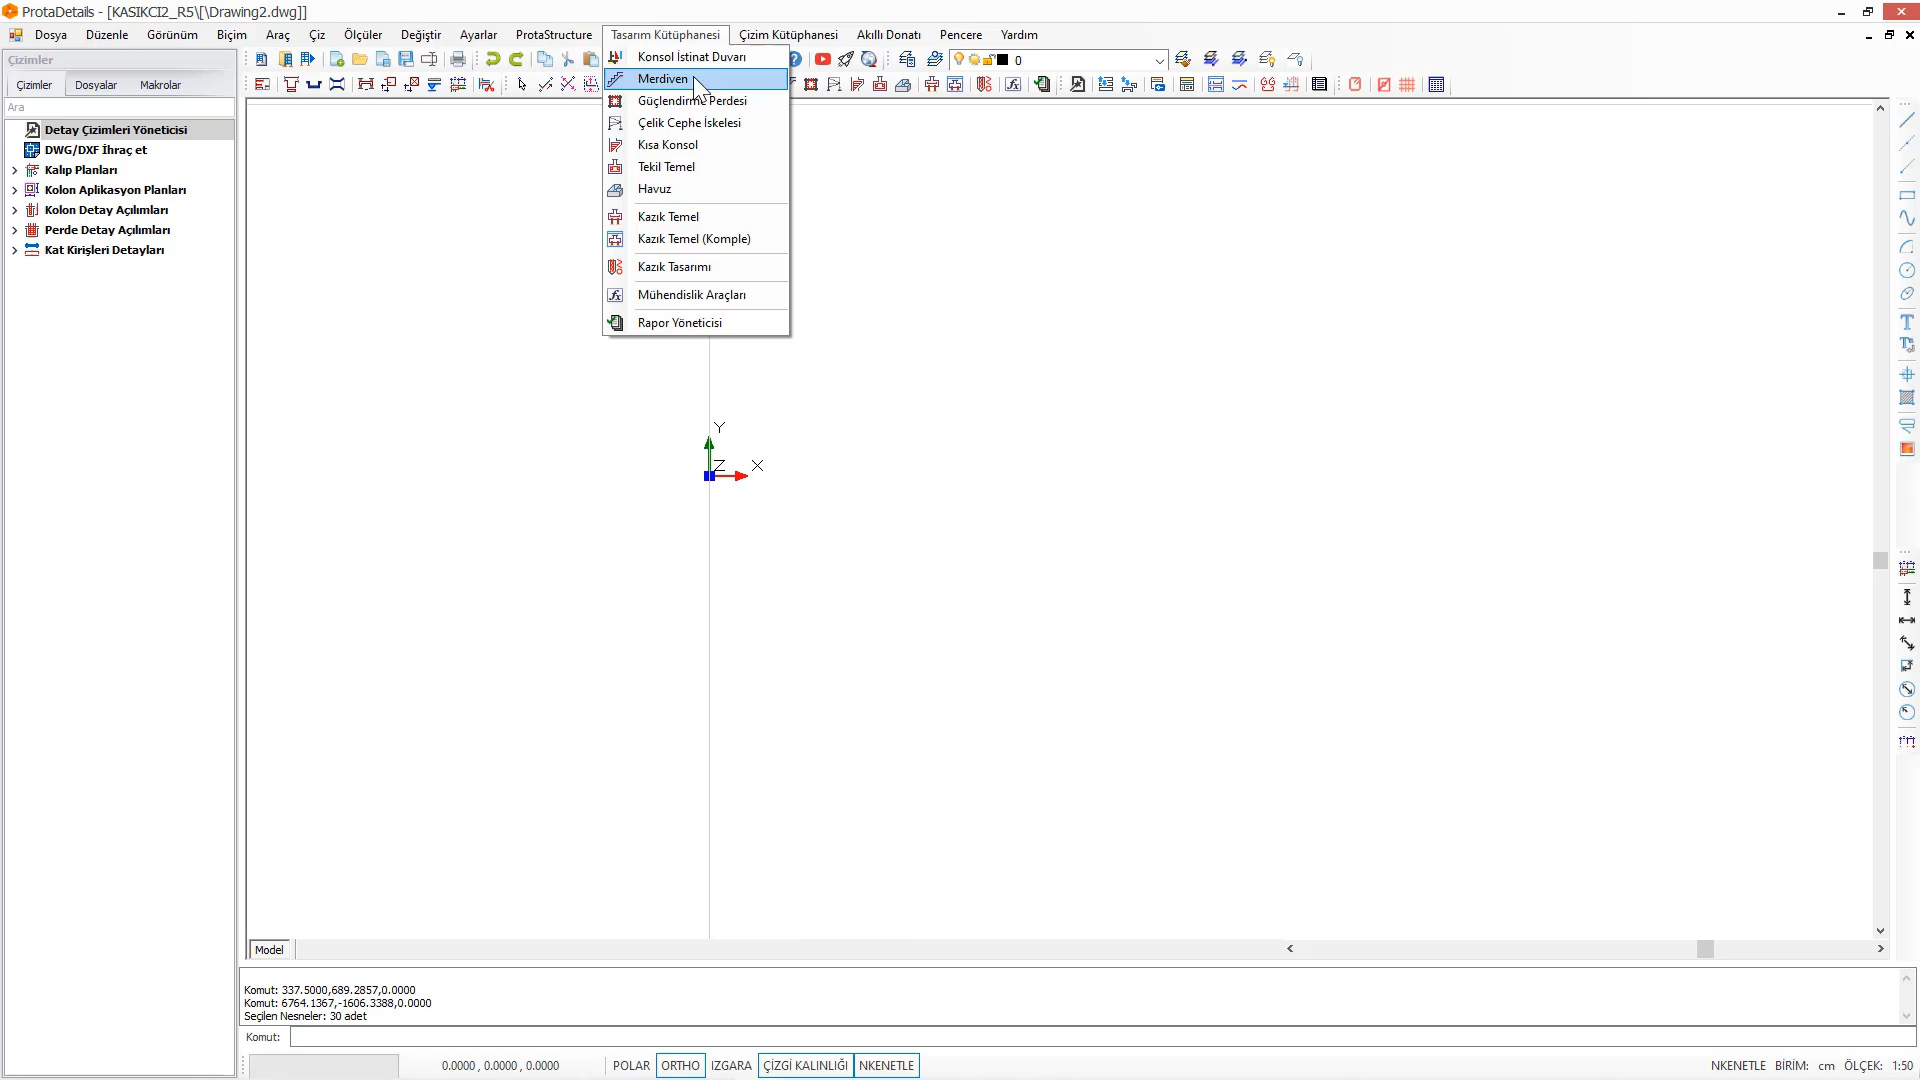 ProtaDetails - [KASIKCI2_R5\[\Drawing2.dwg]]
Dosya Düzenle Görünüm Biçim Araç Çiz Ölçüler Değiştir Ayarlar ProtaStructure Tasarım Kütüphanesi Çizim Kütüphanesi Akıllı Donatı Pencere Yardım
Çizimler
0
Çizimler Dosyalar Makrolar
Ara
Detay Çizimleri Yöneticisi
DWG/DXF İhraç et
Kalıp Planları
Kolon Aplikasyon Planları
Kolon Detay Açılımları
Perde Detay Açılımları
Kat Kirişleri Detayları
Konsol İstinat Duvarı
Merdiven
Güçlendirme Perdesi
Çelik Cephe İskelesi
Kısa Konsol
Tekil Temel
Havuz
Kazık Temel
Kazık Temel (Komple)
Kazık Tasarımı
Mühendislik Araçları
Rapor Yöneticisi
Y
Z X
Model
Komut: 337.5000,689.2857,0.0000
Komut: 6764.1367,-1606.3388,0.0000
Seçilen Nesneler: 30 adet
Komut:
0.0000 , 0.0000 , 0.0000 POLAR ORTHO IZGARA ÇİZGİ KALINLIĞI NKENETLE NKENETLE BİRİM: cm ÖLÇEK: 1:50